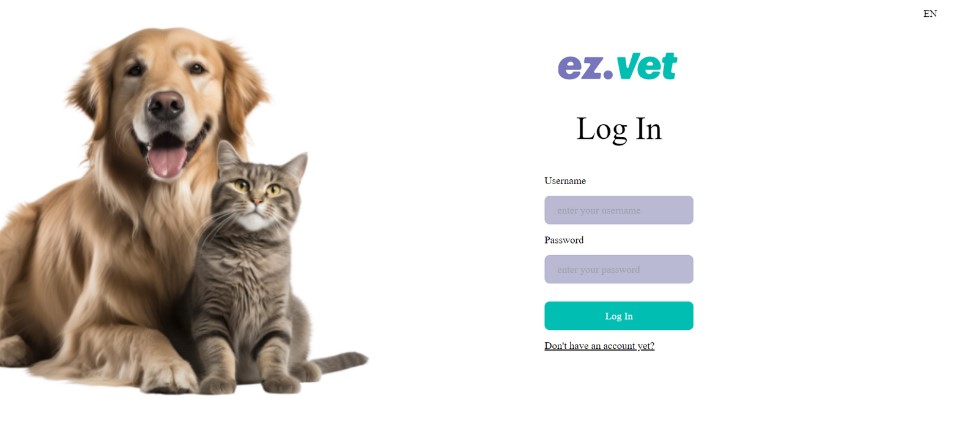 EN
ez.vet
Log In
Username
enter your username
Password
enter your password
Log In
Don't have an account yet?